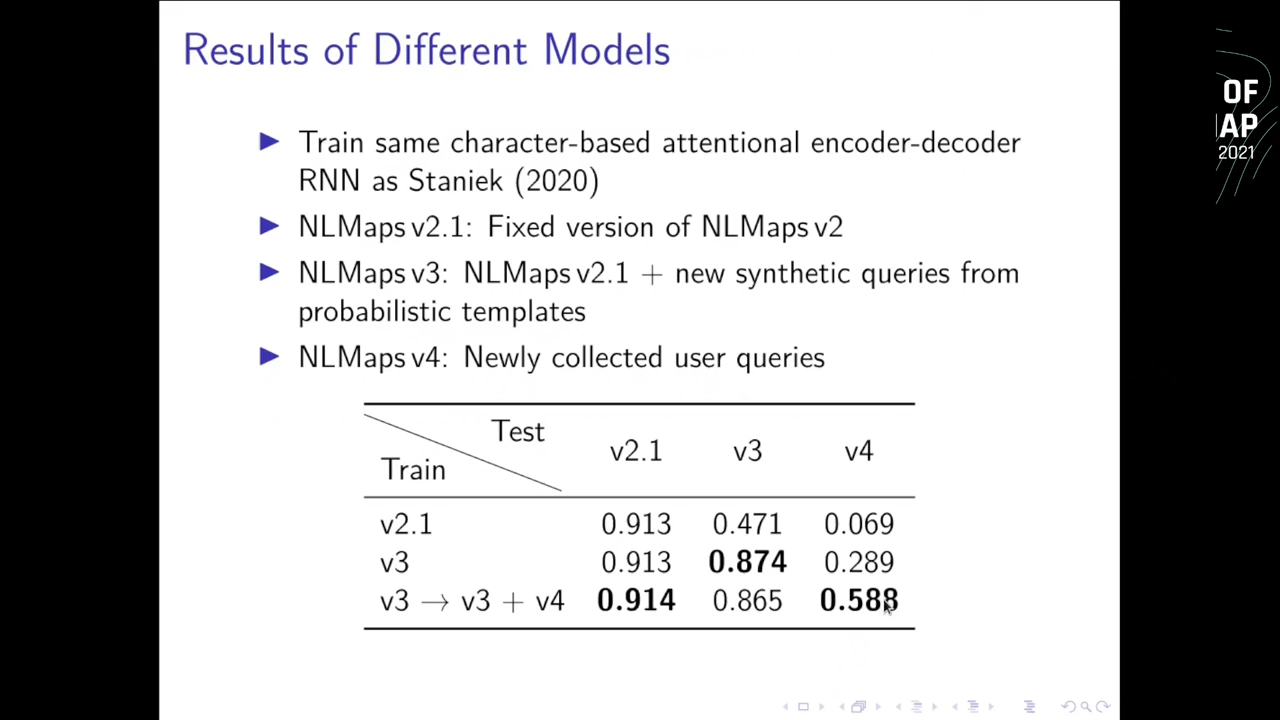 Results of Different Models
▶ Train same character-based attentional encoder-decoder
RNN as Staniek (2020)
▶ NLMaps v2.1: Fixed version of NLMaps v2
▶ NLMaps v3: NLMaps v2.1 + new synthetic queries from
probabilistic templates
▶ NLMaps v4: Newly collected user queries
Test
Train
v2.1 v3 v4
v2.1 0.913 0.471 0.069
v3 0.913 0.874 0.289
v3 → v3 + v4 0.914 0.865 0.588
OF
AP
2021